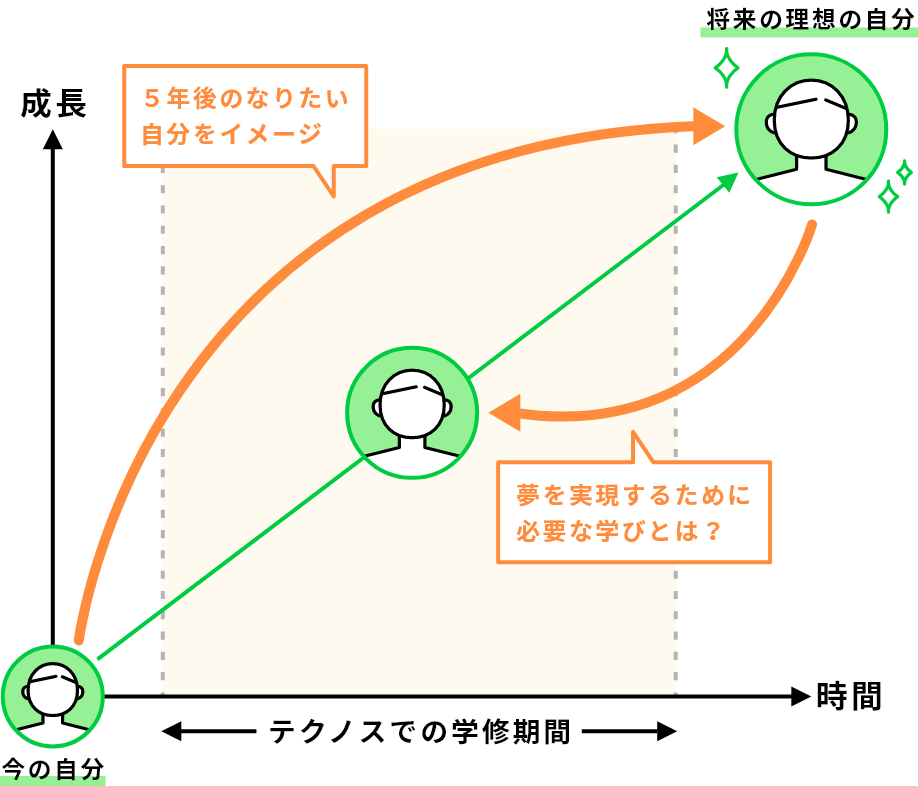 将来の理想の自分
成長
５年後のなりたい
自分をイメージ
夢を実現するために
必要な学びとは？
時間
テクノスでの学修期間
今の自分